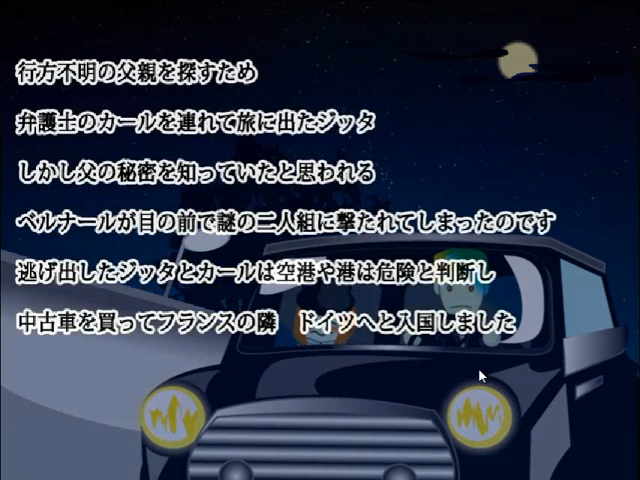 行方不明の父親を探すため
弁護士のカールを連れて旅に出たジッタ
しかし父の秘密を知っていたと思われる
ベルナールが目の前で謎の二人組に撃たれてしまったのです
逃げ出したジッタとカールは空港や港は危険と判断し
中古車を買ってフランスの隣　ドイツへと入国しました